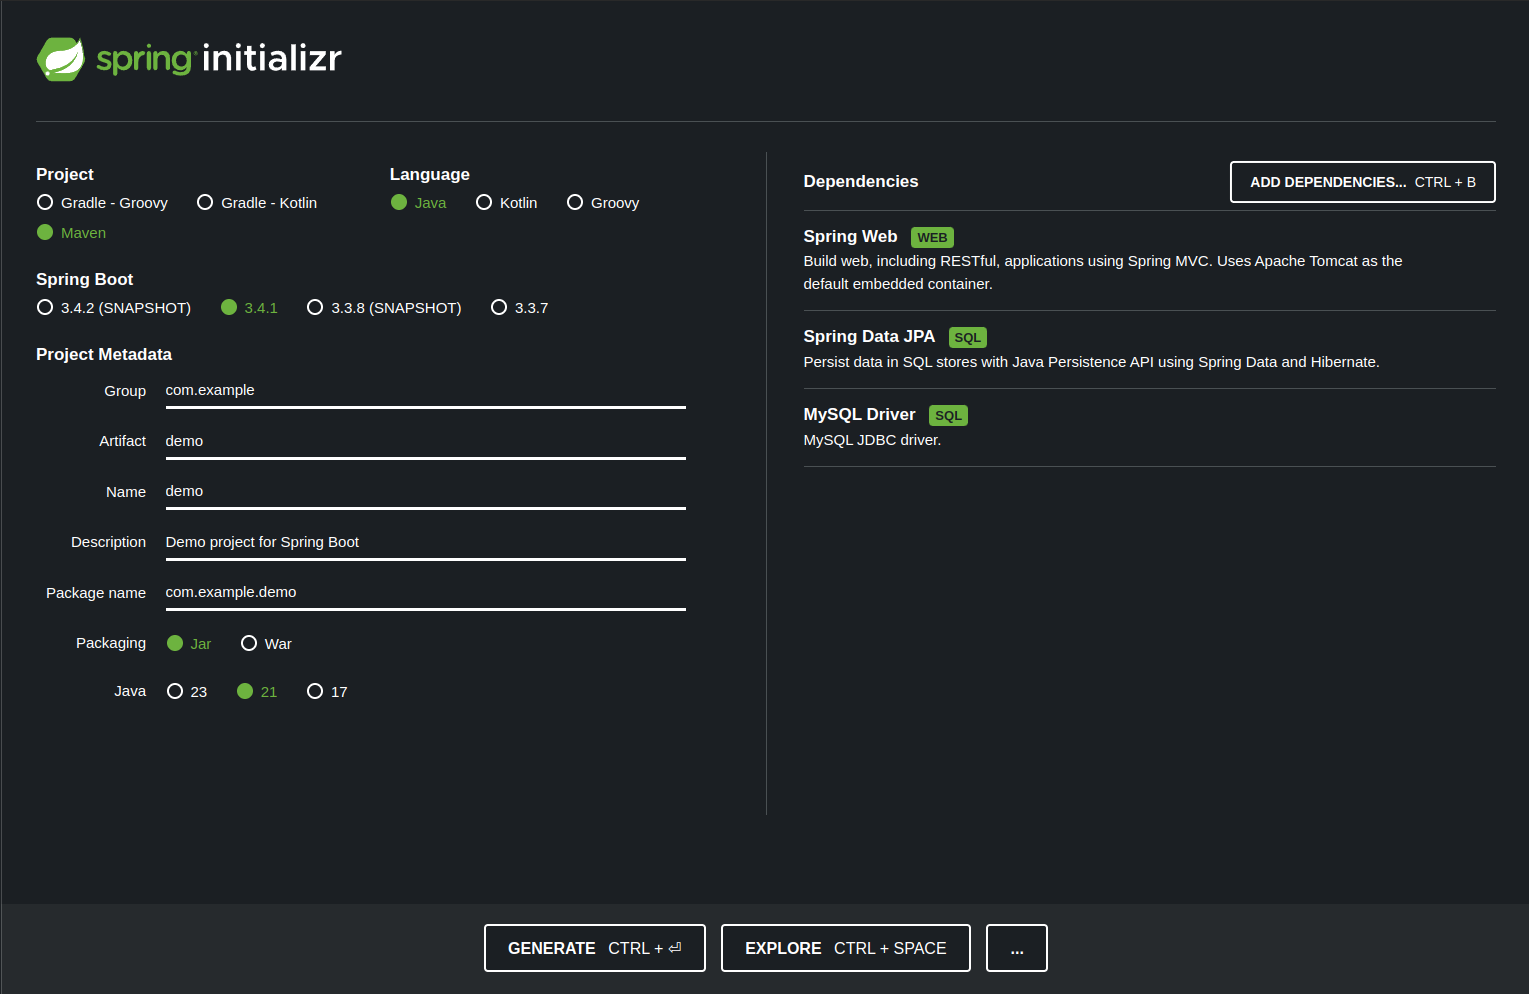 spring initializr
Project
Gradle - Groovy Gradle - Kotlin
Maven
Language
Java Kotlin Groovy
Spring Boot
3.4.2 (SNAPSHOT) 3.4.1 3.3.8 (SNAPSHOT) 3.3.7
Project Metadata
Group com.example
Artifact demo
Name demo
Description Demo project for Spring Boot
Package name com.example.demo
Packaging Jar War
Java 23 21 17
Dependencies
ADD DEPENDENCIES... CTRL + B
Spring Web WEB
Build web, including RESTful, applications using Spring MVC. Uses Apache Tomcat as the
default embedded container.
Spring Data JPA SQL
Persist data in SQL stores with Java Persistence API using Spring Data and Hibernate.
MySQL Driver SQL
MySQL JDBC driver.
GENERATE CTRL + ⏎ EXPLORE CTRL + SPACE ...